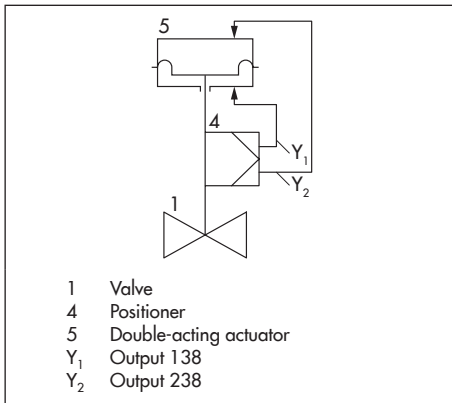 5
4
Y₁
Y₂
1
1 Valve
4 Positioner
5 Double-acting actuator
Y₁ Output 138
Y₂ Output 238